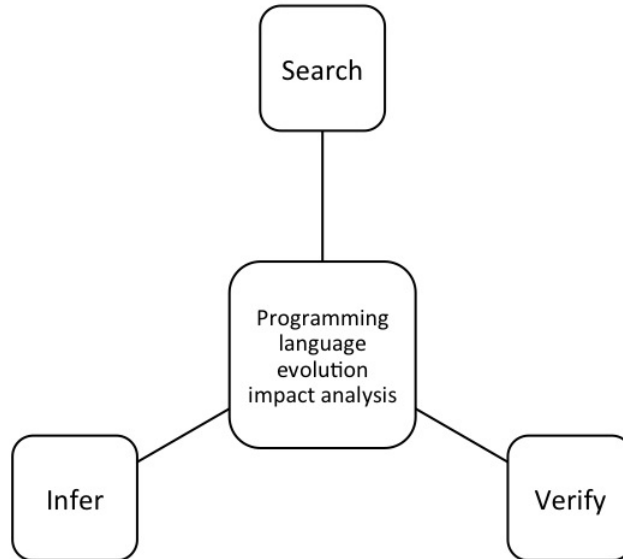 Search
Programming
language
evolution
impact analysis
Infer
Verify